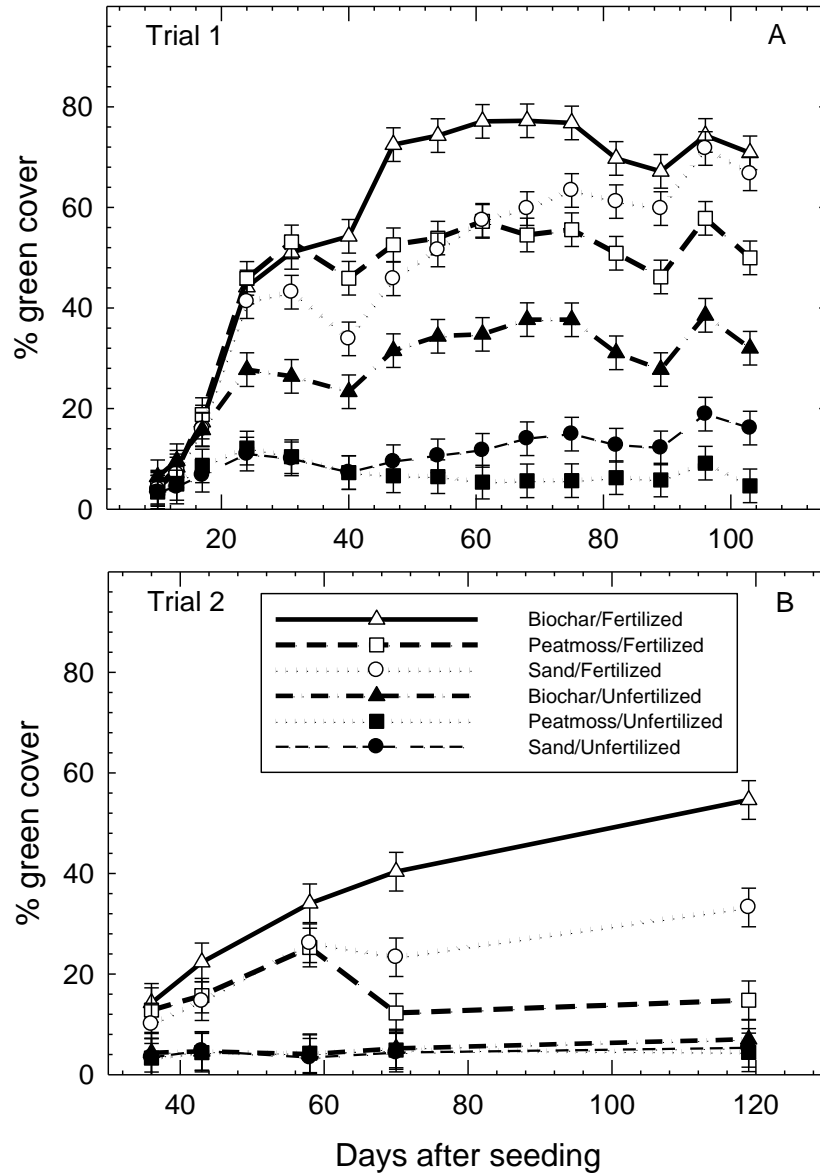 Trial 1
A
80
60
40
20
0
% green cover
20 40 60 80 100
Trial 2
B
Biochar/Fertilized
Peatmoss/Fertilized
Sand/Fertilized
Biochar/Unfertilized
Peatmoss/Unfertilized
Sand/Unfertilized
80
60
40
20
0
% green cover
40 60 80 100 120
Days after seeding